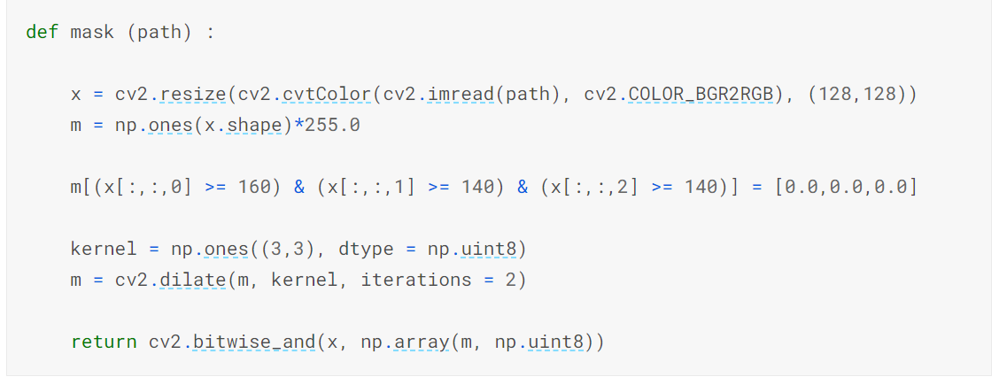 def mask (path) :
x = cv2.resize(cv2.cvtColor(cv2.imread(path), cv2.COLOR_BGR2RGB), (128,128))
m = np.ones(x.shape)*255.0
m[(x[:,:,0] >= 160) & (x[:,:,1] >= 140) & (x[:,:,2] >= 140)] = [0.0,0.0,0.0]
kernel = np.ones((3,3), dtype = np.uint8)
m = cv2.dilate(m, kernel, iterations = 2)
return cv2.bitwise_and(x, np.array(m, np.uint8))